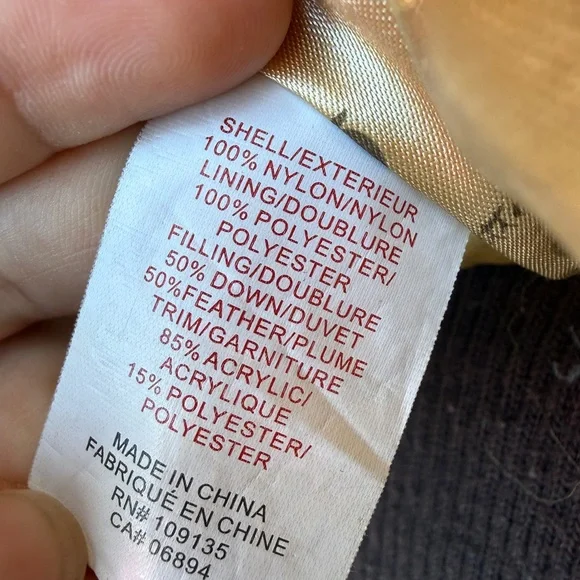 SHELL/EXTERIEUR
100% NYLON/NYLON
LINING/DOUBLURE
100% POLYESTER/
POLYESTER
FILLING/DOUBLURE
50% DOWN/DUVET
50%FEATHER/PLUME
TRIM/GARNITURE
85% ACRYLIC/
ACRYLIQUE
15% POLYESTER/
POLYESTER
MADE IN CHINA
FABRIQUÉ EN CHINE
RN# 109135
CA# 06894